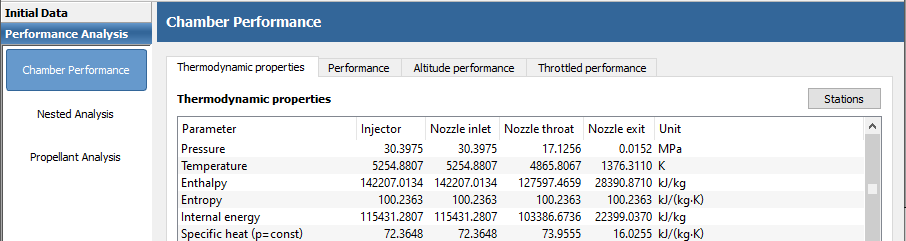 Initial Data
Performance Analysis
Chamber Performance
Nested Analysis
Propellant Analysis
Chamber Performance
Thermodynamic properties Performance Altitude performance Throttled performance
Thermodynamic properties Stations
Parameter Injector Nozzle inlet Nozzle throat Nozzle exit Unit
Pressure 30.3975 30.3975 17.1256 0.0152 MPa
Temperature 5254.8807 5254.8807 4865.8067 1376.3110 K
Enthalpy 142207.0134 142207.0134 127597.4659 28390.8710 kJ/kg
Entropy 100.2363 100.2363 100.2363 100.2363 kJ/(kg·K)
Internal energy 115431.2807 115431.2807 103386.6736 22399.0370 kJ/kg
Specific heat (p=const) 72.3648 72.3648 73.9555 16.0255 kJ/(kg·K)